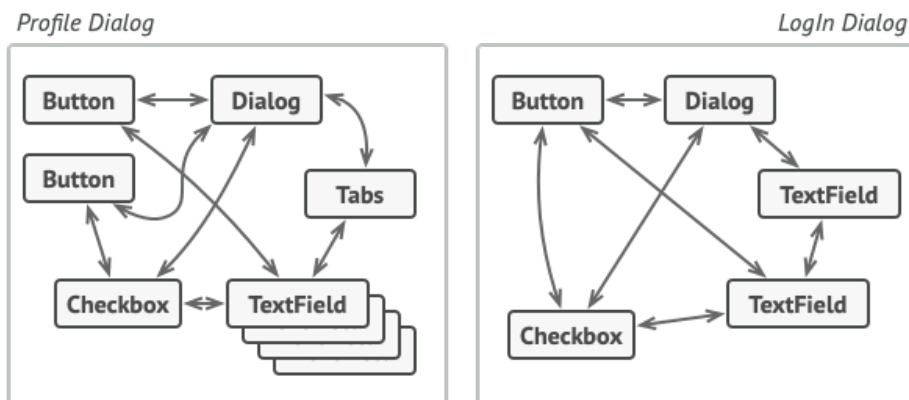 Profile Dialog
Button
Dialog
Button
Tabs
Checkbox
TextField
LogIn Dialog
Button
Dialog
TextField
TextField
Checkbox